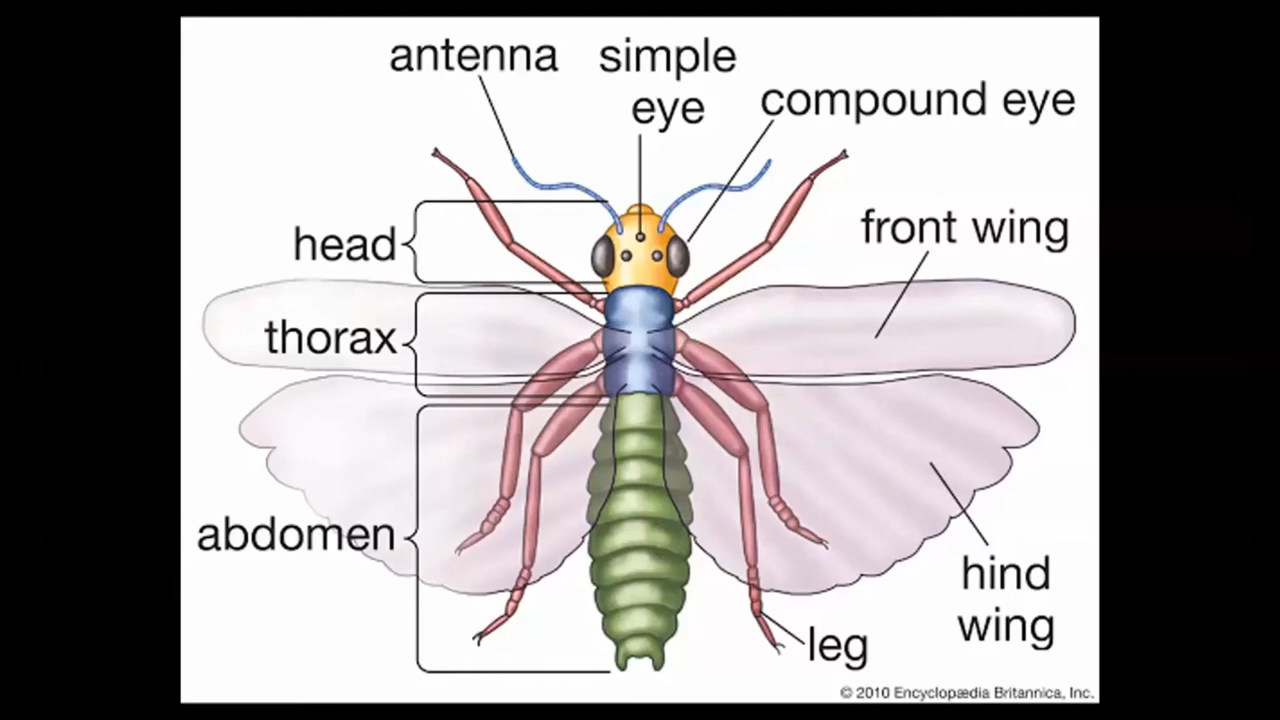 antenna
simple
eye
compound eye
head
front wing
thorax
abdomen
hind
wing
leg
© 2010 Encyclopædia Britannica, Inc.